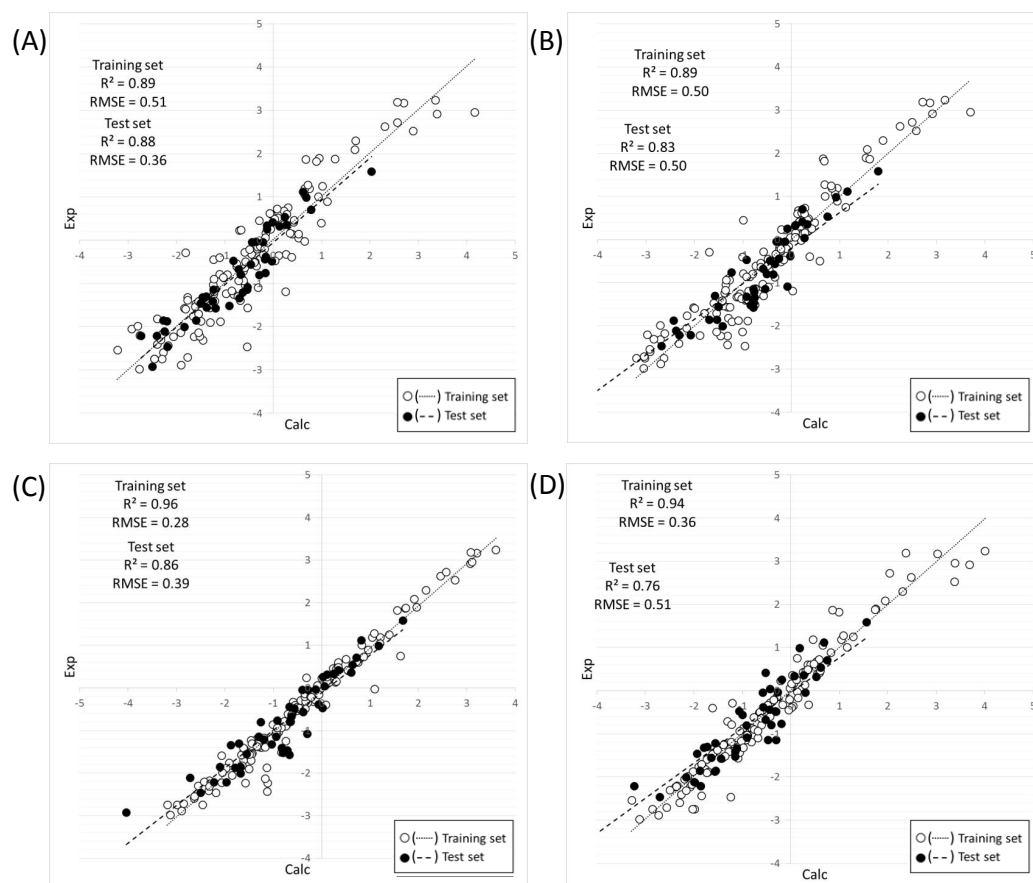 (A)
5
4
3
2
1
Training set
R² = 0.89
RMSE = 0.51
Test set
R² = 0.88
RMSE = 0.36
Exp
-5 -4 -3 -2 -1 1 2 3 4 5
-2
-3
-4
Calc
Training set
Test set
(B)
5
4
3
2
1
Training set
R² = 0.89
RMSE = 0.50
Test set
R² = 0.83
RMSE = 0.50
Exp
-4 -3 -2 -1 1 2 3 4 5
-2
-3
-4
Calc
Training set
Test set
(C)
5
4
3
2
1
Training set
R² = 0.96
RMSE = 0.28
Test set
R² = 0.86
RMSE = 0.39
Exp
-5 -4 -3 -2 -1 1 2 3 4
-1
-2
-3
-4
Calc
Training set
Test set
(D)
5
4
3
2
1
Training set
R² = 0.94
RMSE = 0.36
Test set
R² = 0.76
RMSE = 0.51
Exp
-4 -3 -2 -1 1 2 3 4 5
-1
-2
-3
-4
Calc
Training set
Test set